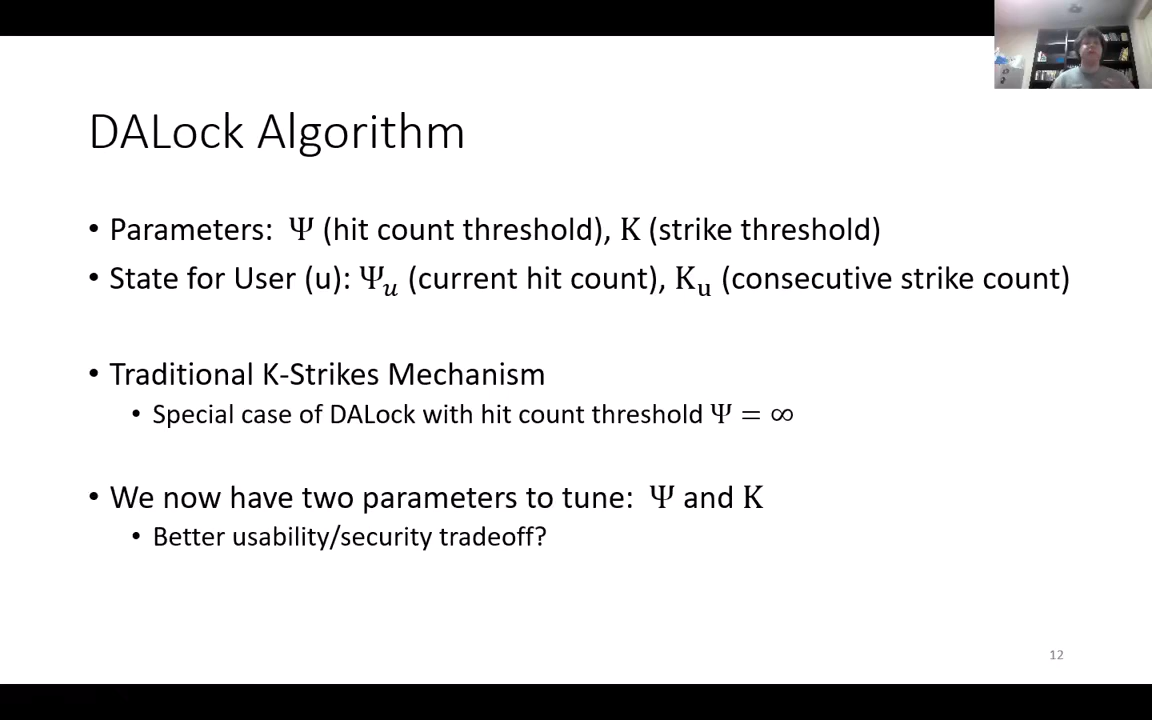 DALock Algorithm
• Parameters: Ψ (hit count threshold), K (strike threshold)
• State for User (u): Ψ_u (current hit count), K_u (consecutive strike count)
• Traditional K-Strikes Mechanism
• Special case of DALock with hit count threshold Ψ = ∞
• We now have two parameters to tune: Ψ and K
• Better usability/security tradeoff?
12